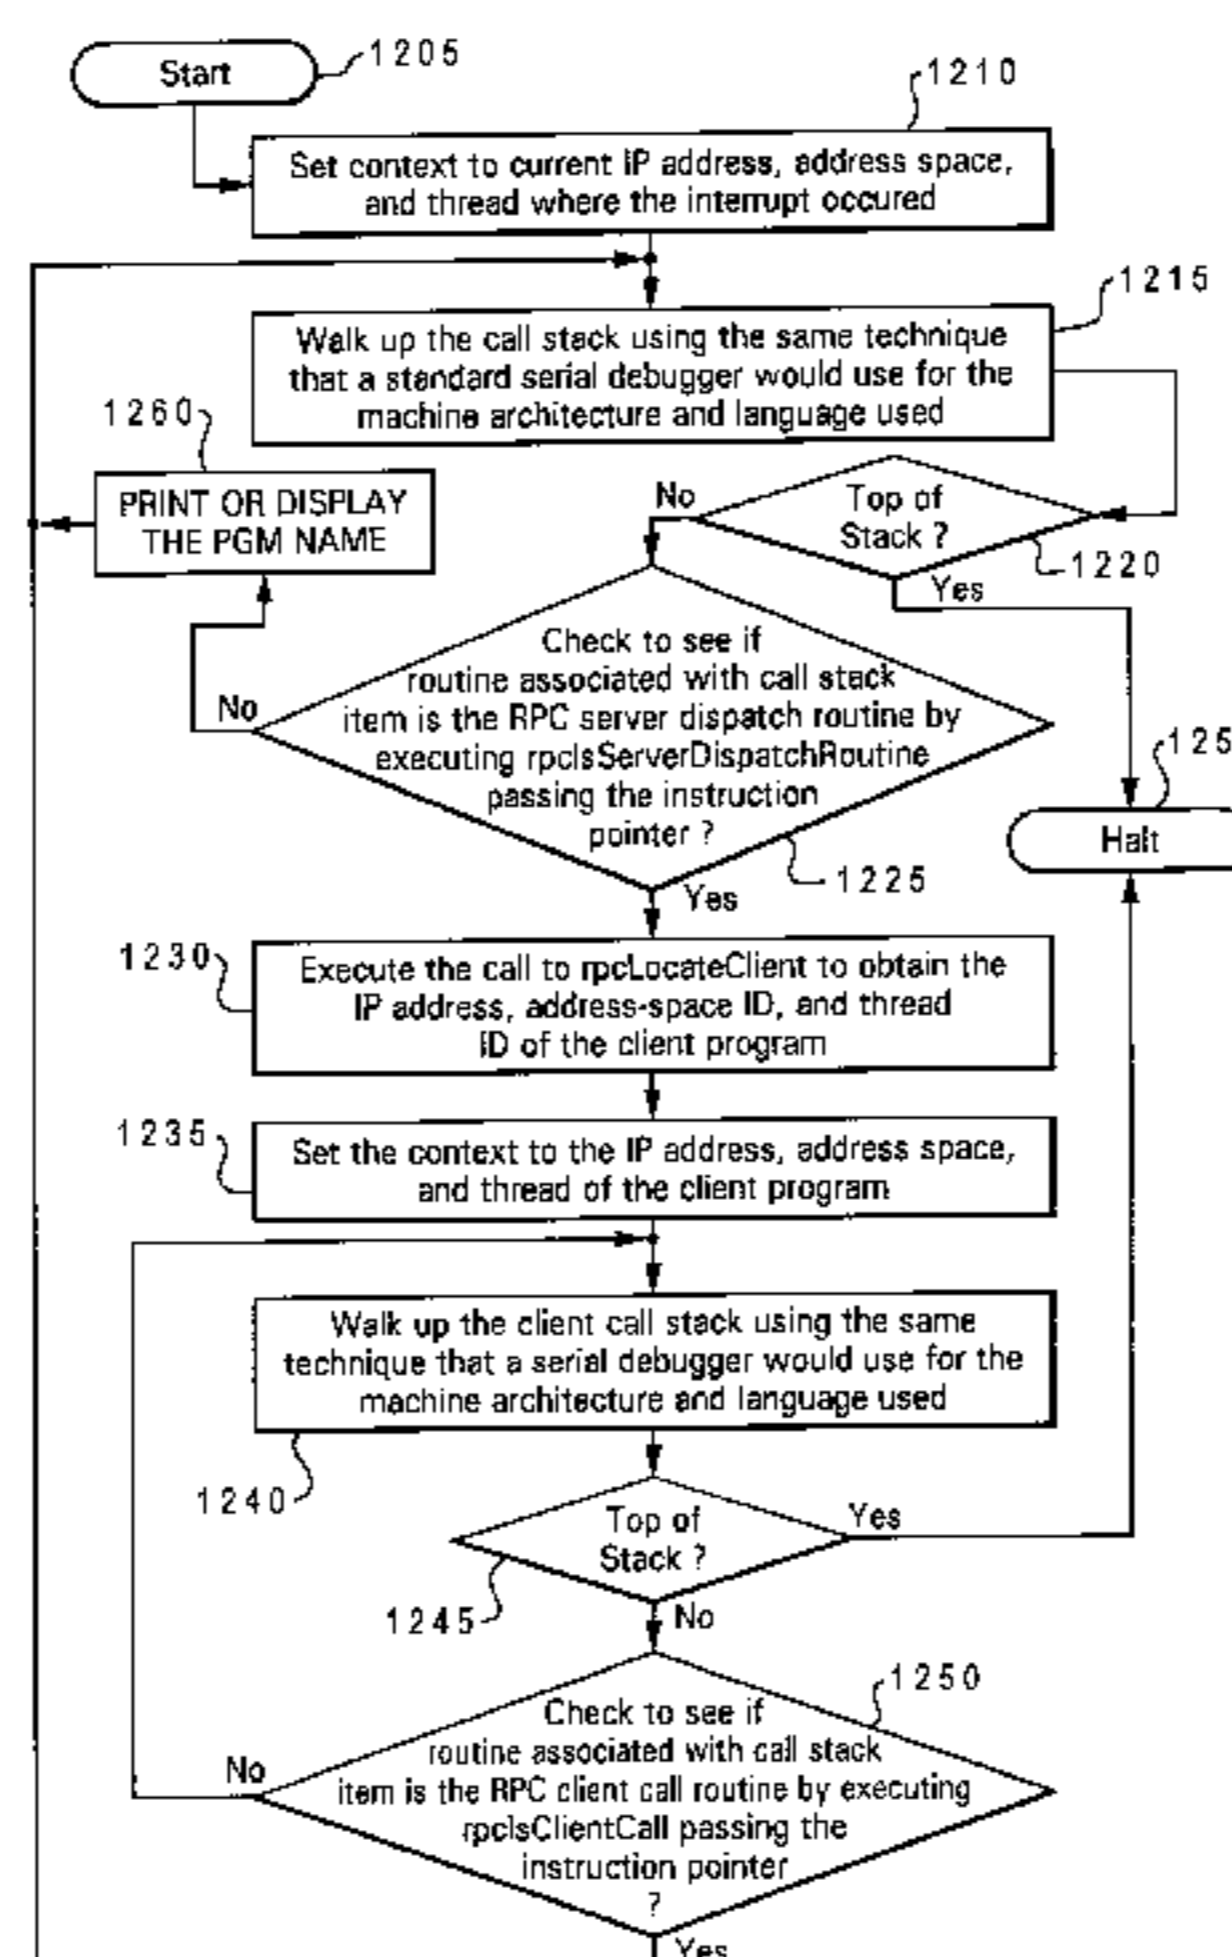 Start
1205
1210
Set context to current IP address, address space,
and thread where the interrupt occured
1215
Walk up the call stack using the same technique
that a standard serial debugger would use for the
machine architecture and language used
1260
PRINT OR DISPLAY
THE PGM NAME
No
Top of
Stack ?
1220
Yes
Check to see if
routine associated with call stack
item is the RPC server dispatch routine by
executing rpcIsServerDispatchRoutine
passing the instruction
pointer ?
No
125
Halt
1225
Yes
1230
Execute the call to rpcLocateClient to obtain the
IP address, address-space ID, and thread
ID of the client program
1235
Set the context to the IP address, address space,
and thread of the client program
Walk up the client call stack using the same
technique that a serial debugger would use for the
machine architecture and language used
1240
Top of
Stack ?
Yes
1245
No
1250
Check to see if
routine associated with call stack
item is the RPC client call routine by executing
rpcIsClientCall passing the
instruction pointer
?
No
Yes